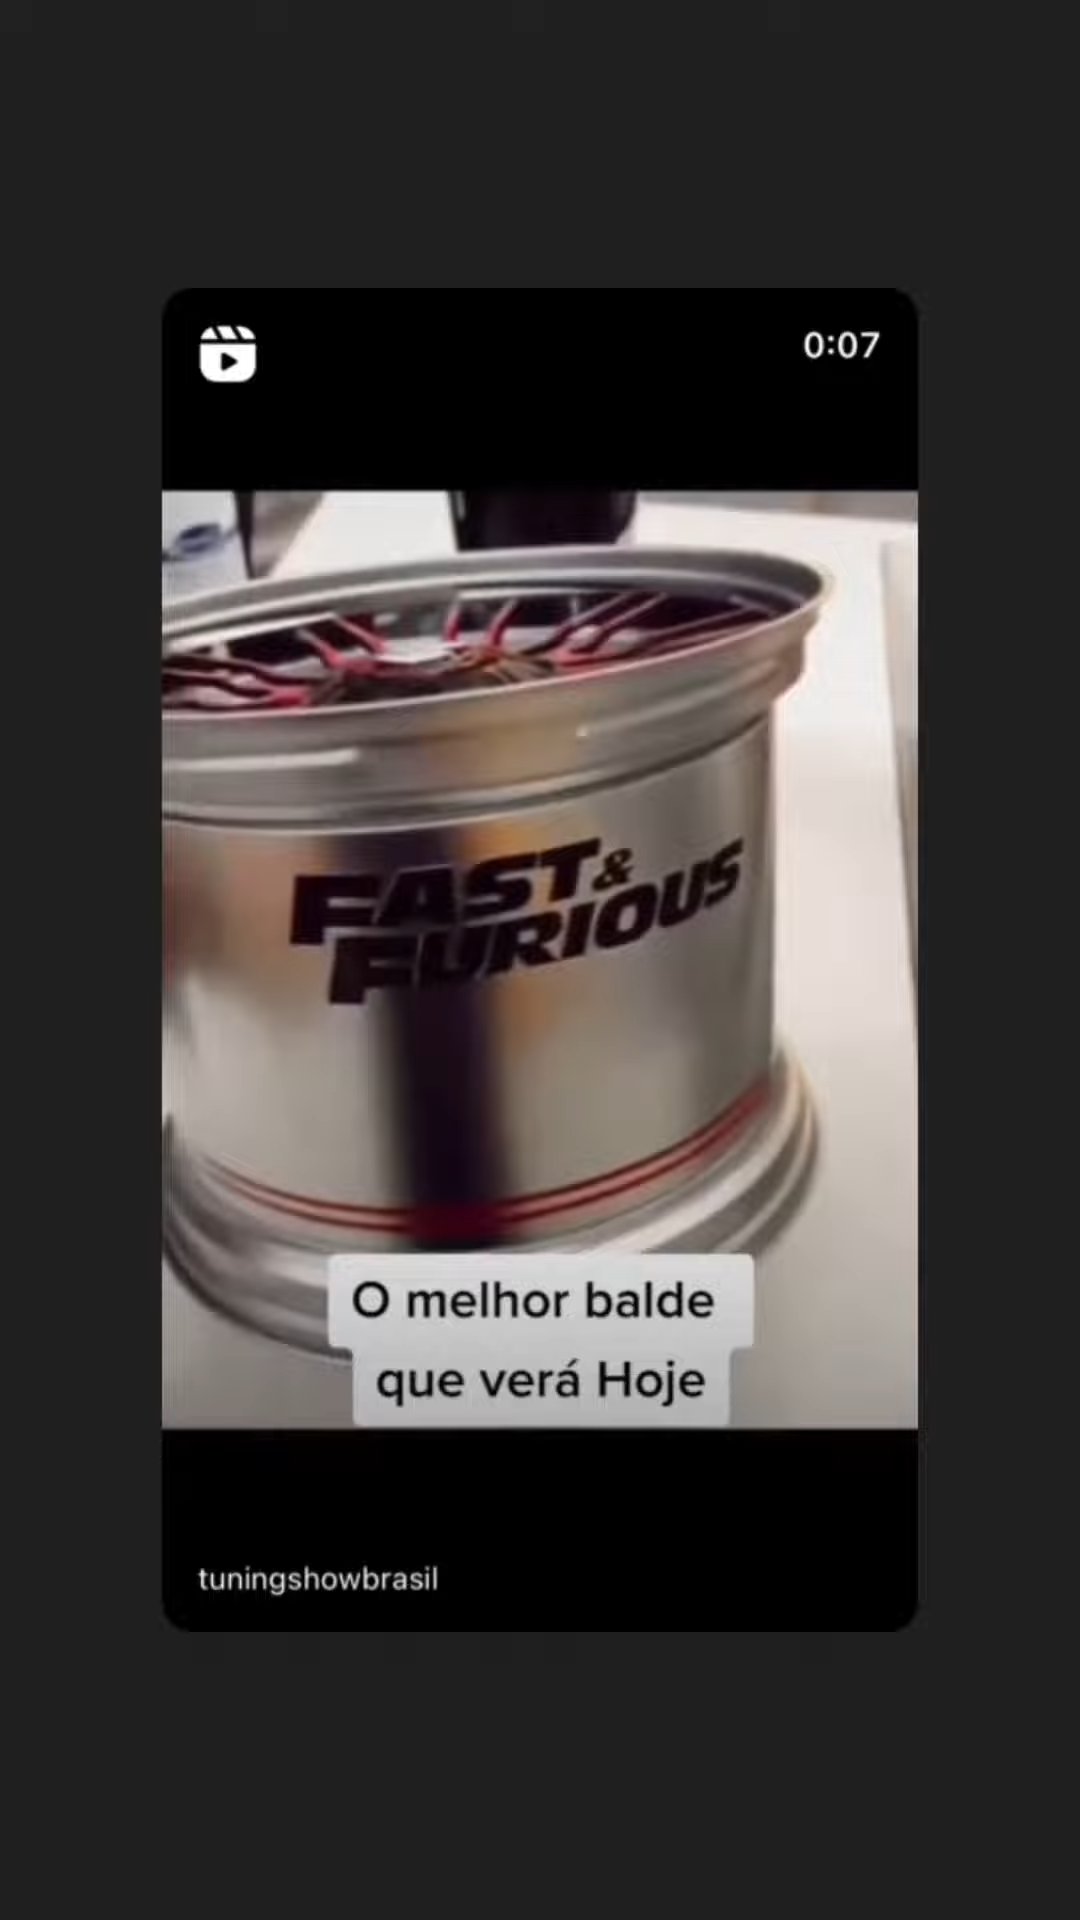 0:07
FAST &
FURIOUS
O melhor balde
que verá Hoje
tuningshowbrasil